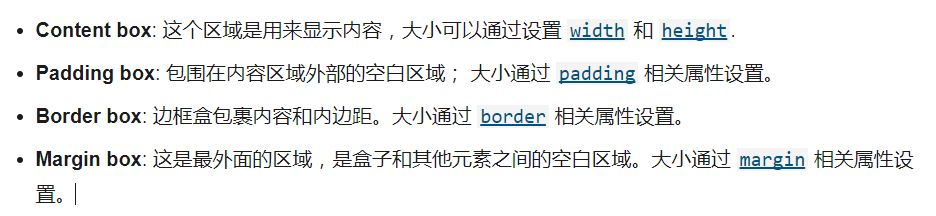 • Content box: 这个区域是用来显示内容，大小可以通过设置 width 和 height.
• Padding box: 包围在内容区域外部的空白区域； 大小通过 padding 相关属性设置。
• Border box: 边框盒包裹内容和内边距。大小通过 border 相关属性设置。
• Margin box: 这是最外面的区域，是盒子和其他元素之间的空白区域。大小通过 margin 相关属性设
置。